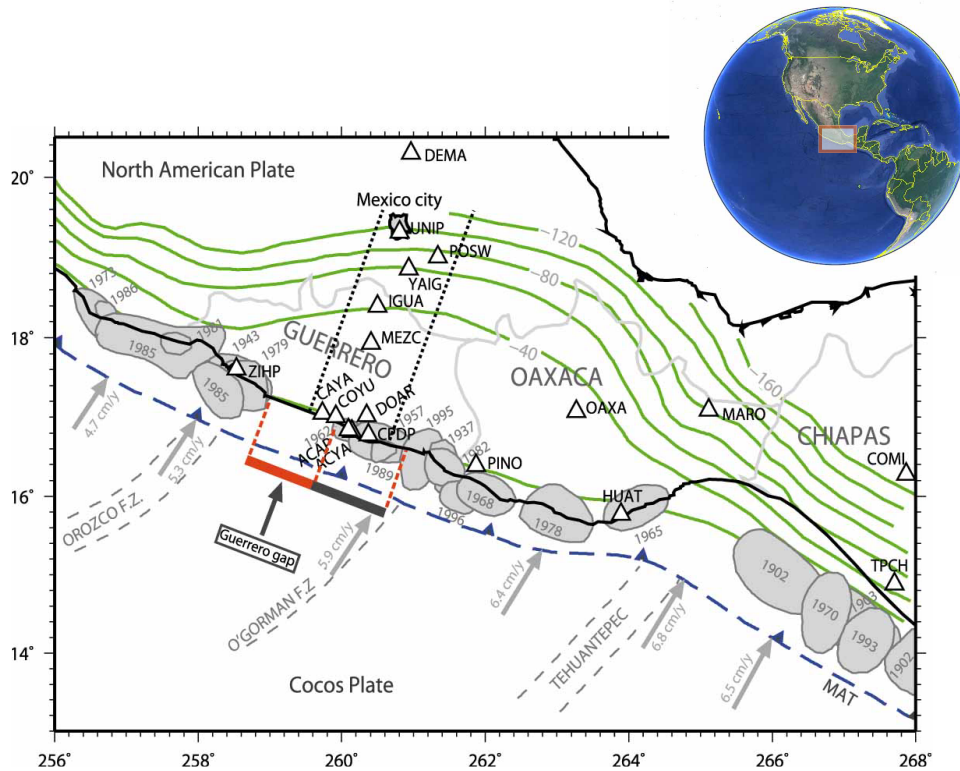 20°
18°
16°
14°
256°
258°
260°
262°
264°
266°
268°
North American Plate
DEMA
Mexico city
UNIP
POSW
YAIG
IGUA
MEZC
GUERRERO
OAXACA
CHIAPAS
-120
-80
-40
-160
1973
1986
1981
1985
1943
1979
1985
ZIHP
CAYA
COYU
DOAR
CPDP
ACAP
ACYA
1962
1957
1995
1937
1982
1989
1996
1968
1978
1965
PINO
OAXA
HUAT
MARO
COMI
TPCH
1902
1970
1903
1993
1902
4.7 cm/y
5.3 cm/y
5.9 cm/y
6.4 cm/y
6.8 cm/y
6.5 cm/y
OROZCO F.Z.
Guerrero gap
O'GORMAN F.Z
TEHUANTEPEC
MAT
Cocos Plate